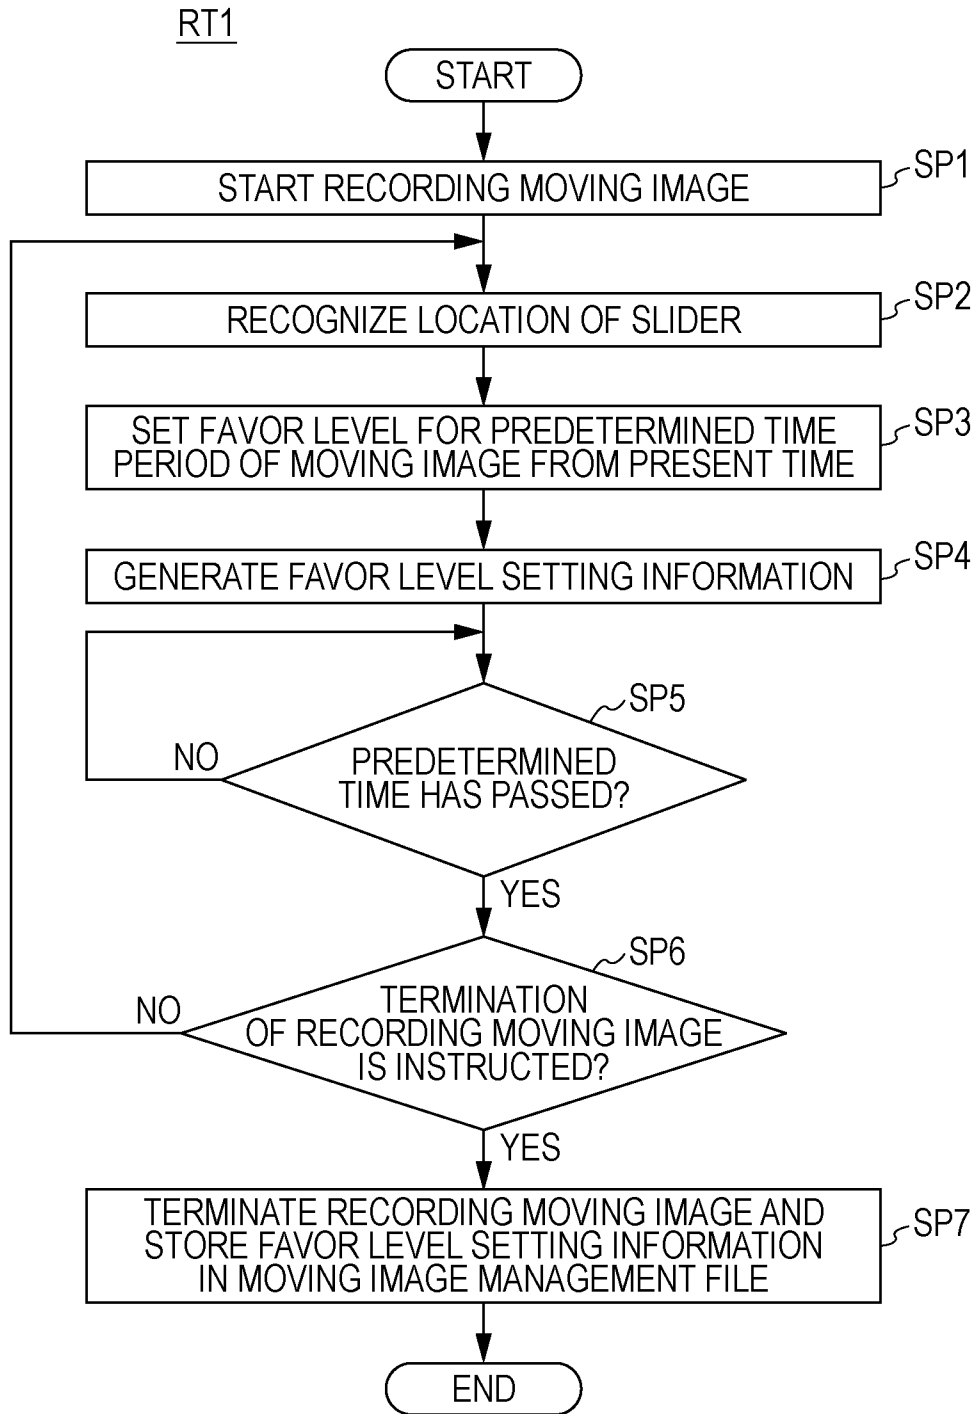 RT1
START
START RECORDING MOVING IMAGE
SP1
RECOGNIZE LOCATION OF SLIDER
SP2
SET FAVOR LEVEL FOR PREDETERMINED TIME
PERIOD OF MOVING IMAGE FROM PRESENT TIME
SP3
GENERATE FAVOR LEVEL SETTING INFORMATION
SP4
SP5
NO
PREDETERMINED
TIME HAS PASSED?
YES
SP6
NO
TERMINATION
OF RECORDING MOVING IMAGE
IS INSTRUCTED?
YES
TERMINATE RECORDING MOVING IMAGE AND
STORE FAVOR LEVEL SETTING INFORMATION
IN MOVING IMAGE MANAGEMENT FILE
SP7
END